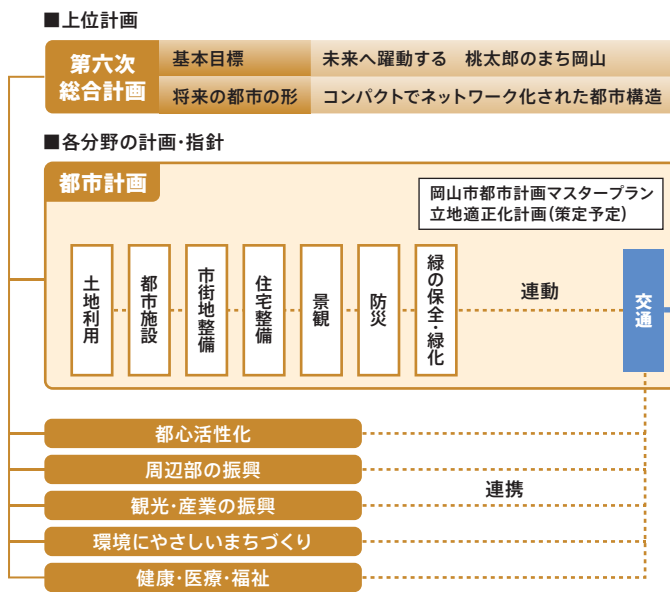 ■上位計画
第六次
総合計画
基本目標
未来へ躍動する 桃太郎のまち岡山
将来の都市の形
コンパクトでネットワーク化された都市構造
■各分野の計画・指針
都市計画
岡山市都市計画マスタープラン
立地適正化計画(策定予定)
土地利用
都市施設
市街地整備
住宅整備
景観
防災
緑の保全・緑化
連動
交通
都心活性化
周辺部の振興
観光・産業の振興
連携
環境にやさしいまちづくり
健康・医療・福祉